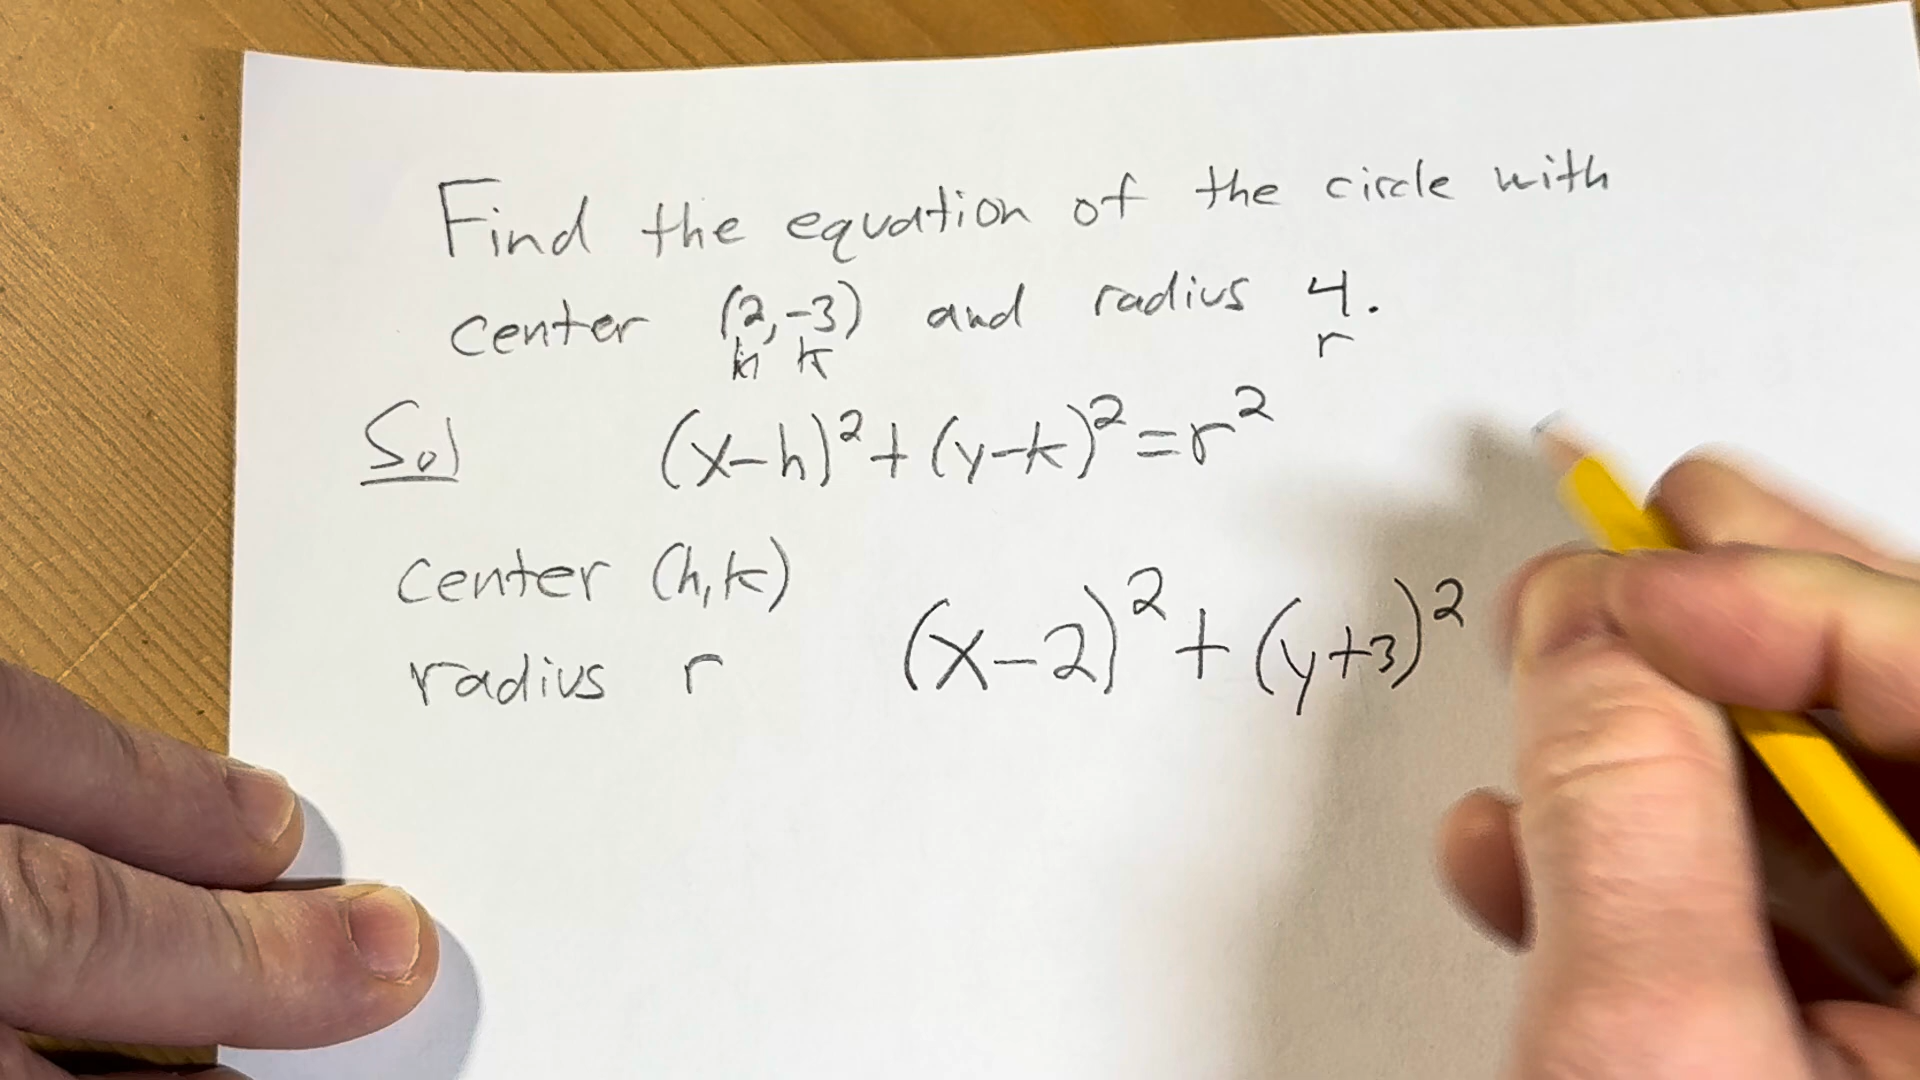 Find the equation of the circle with
center (2,-3) and radius 4.
h k r
Sol (x-h)²+(y-k)²=r²
center (h,k)
radius r (x-2)²+(y+3)²